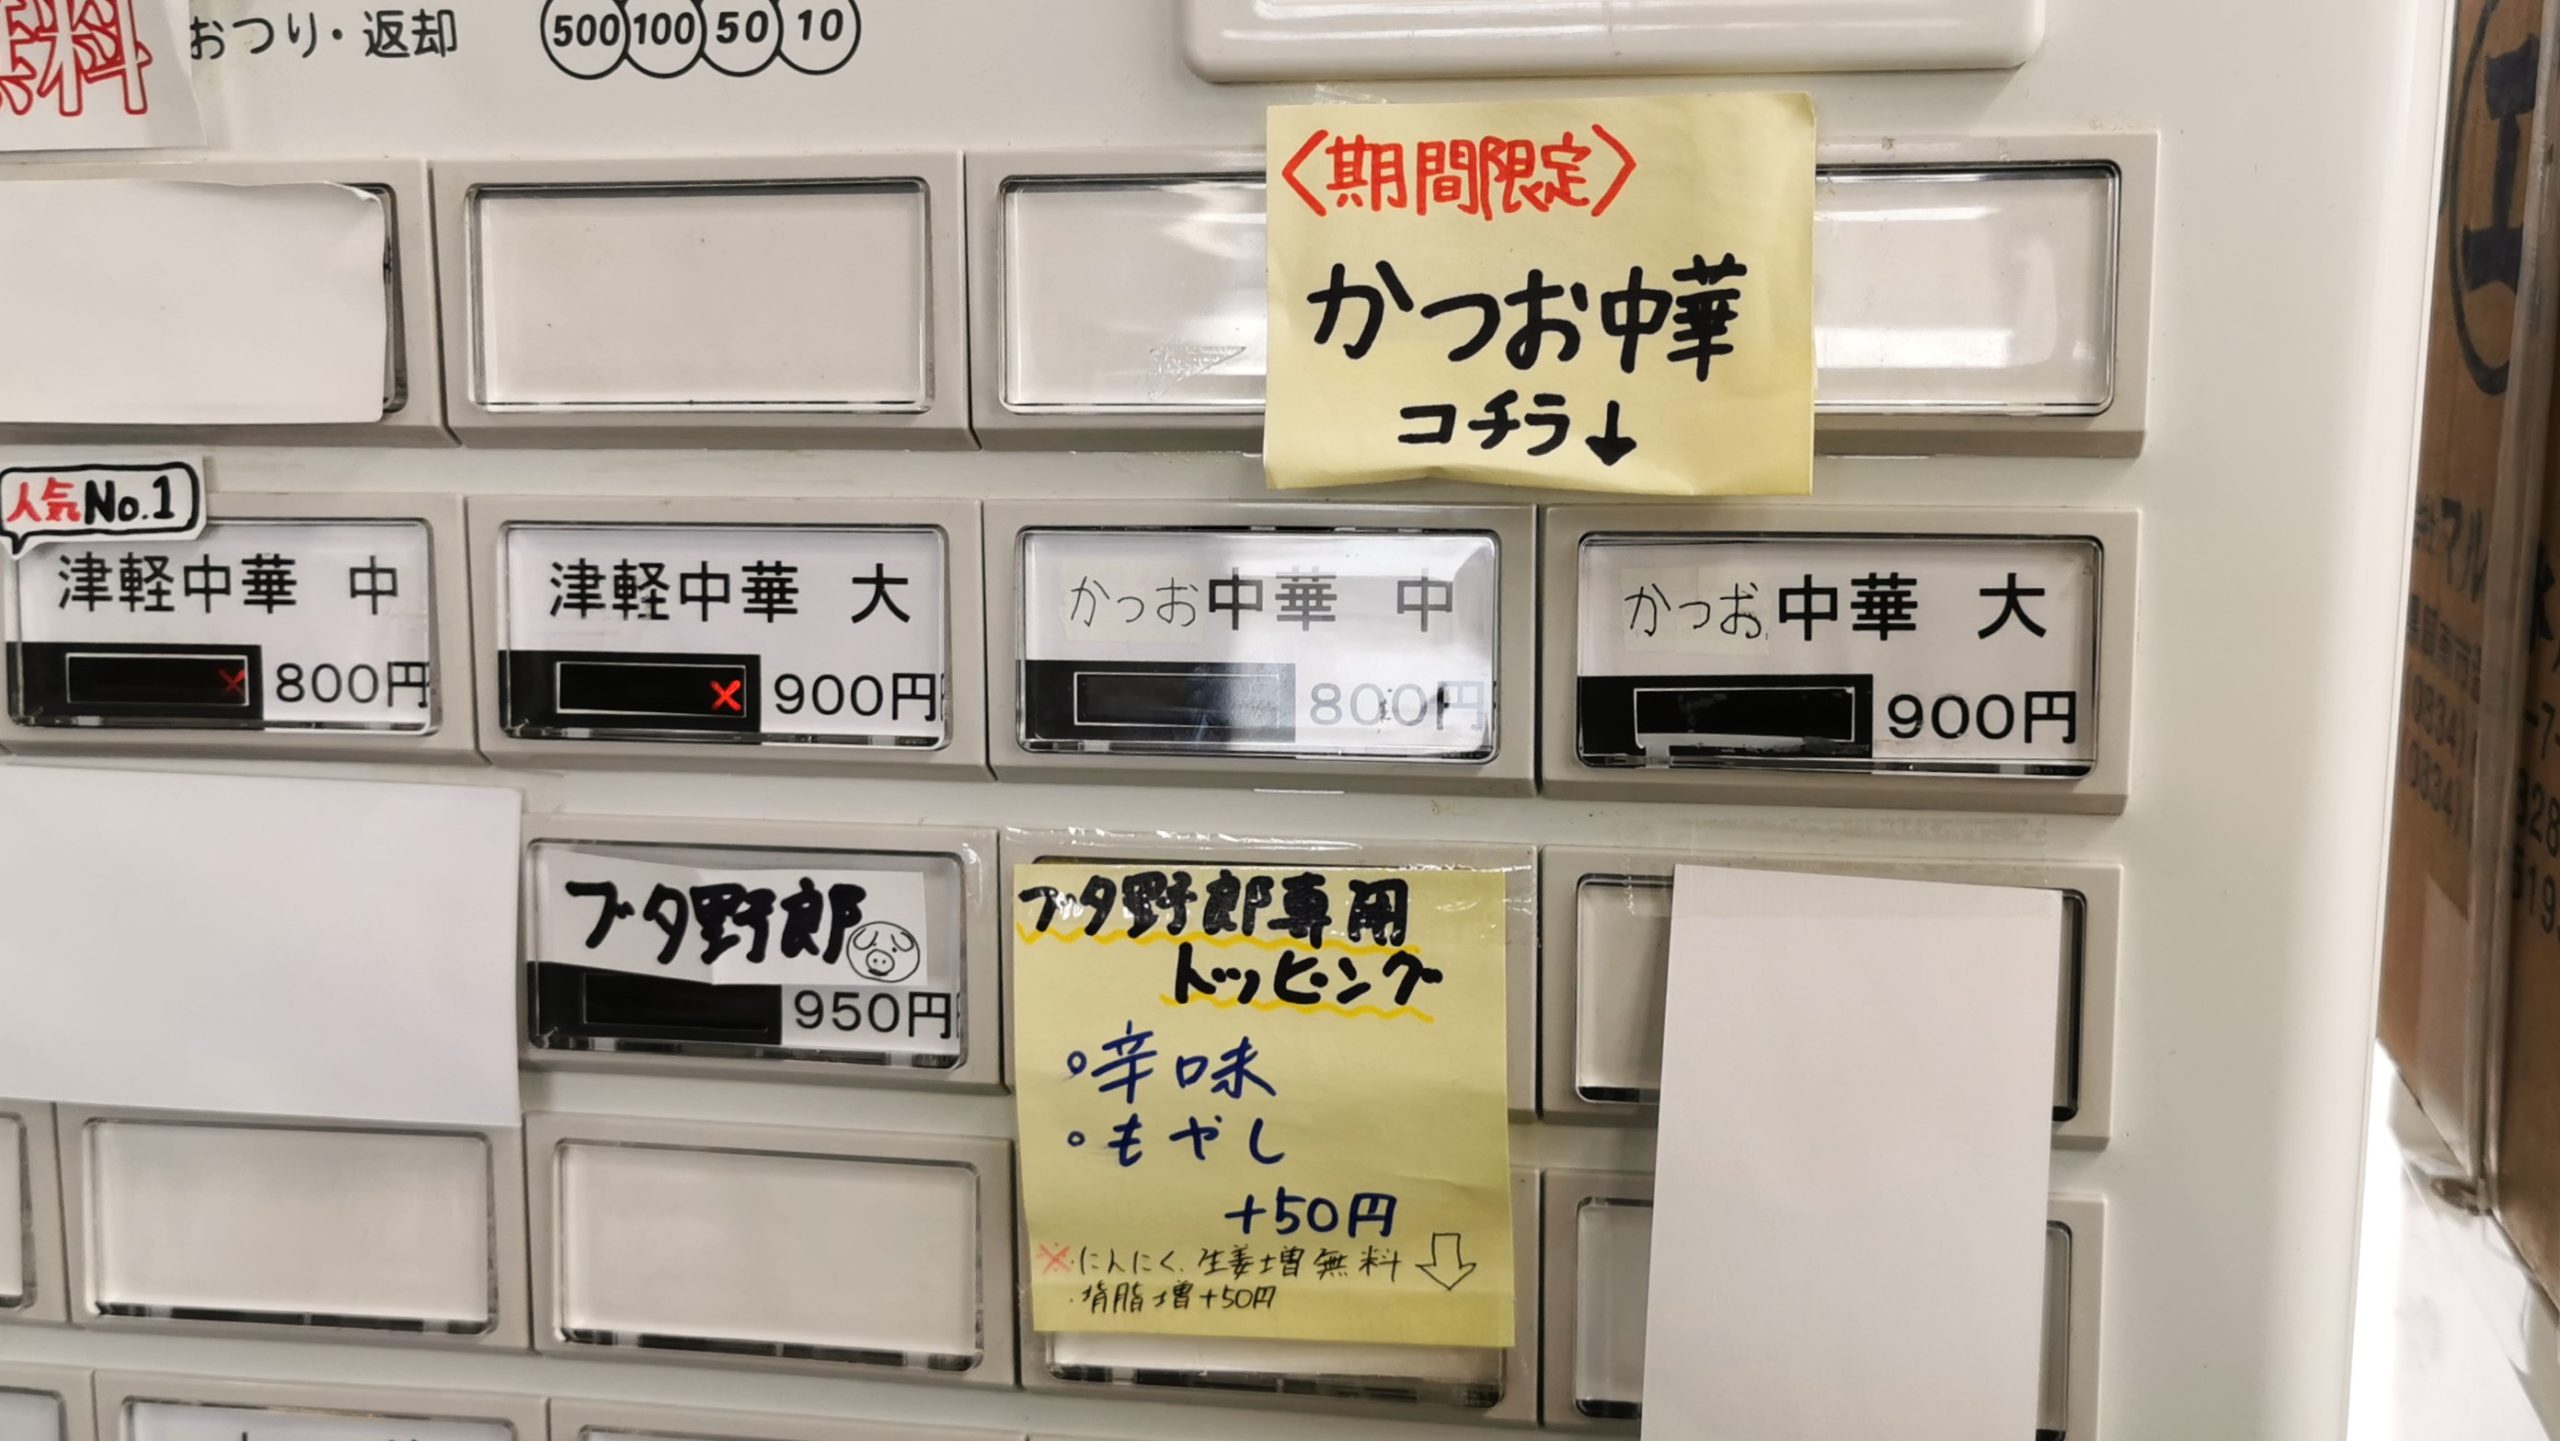 料
おつり・返却 500 100 50 10
〈期間限定〉
かつお中華
コチラ↓
人気No.1
津軽中華 中
× 800円
津軽中華 大
× 900円
かつお中華 中
800円
かつお中華 大
900円
ブタ野郎
950円
ブタ野郎専用
トッピング
・辛味
・もやし
+50円
※・にんにく、生姜増無料
・背脂増+50円
マル
(0834)
(0834)